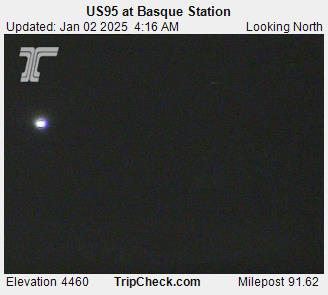 US95 at Basque Station
Updated: Jan 02 2025 4:16 AM Looking North
Elevation 4460 TripCheck.com Milepost 91.62